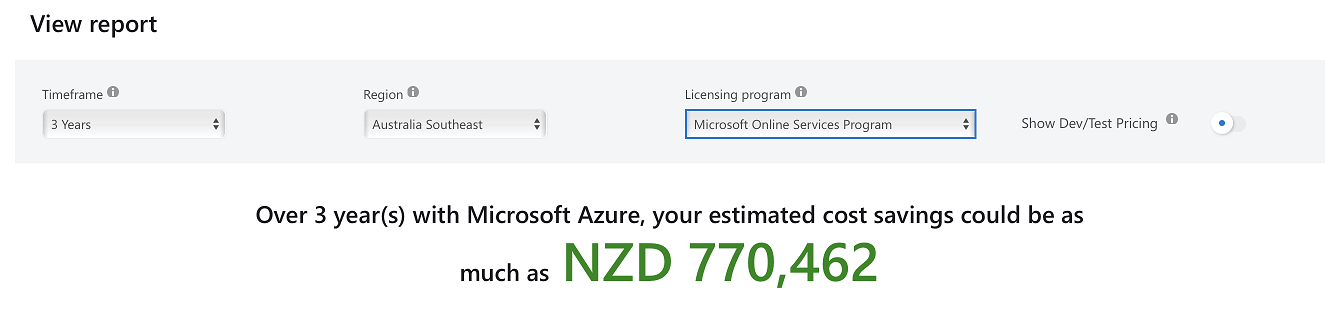 View report
Timeframe
Region
Licensing program
3 Years
Australia Southeast
Microsoft Online Services Program
Show Dev/Test Pricing
Over 3 year(s) with Microsoft Azure, your estimated cost savings could be as
much as NZD 770,462